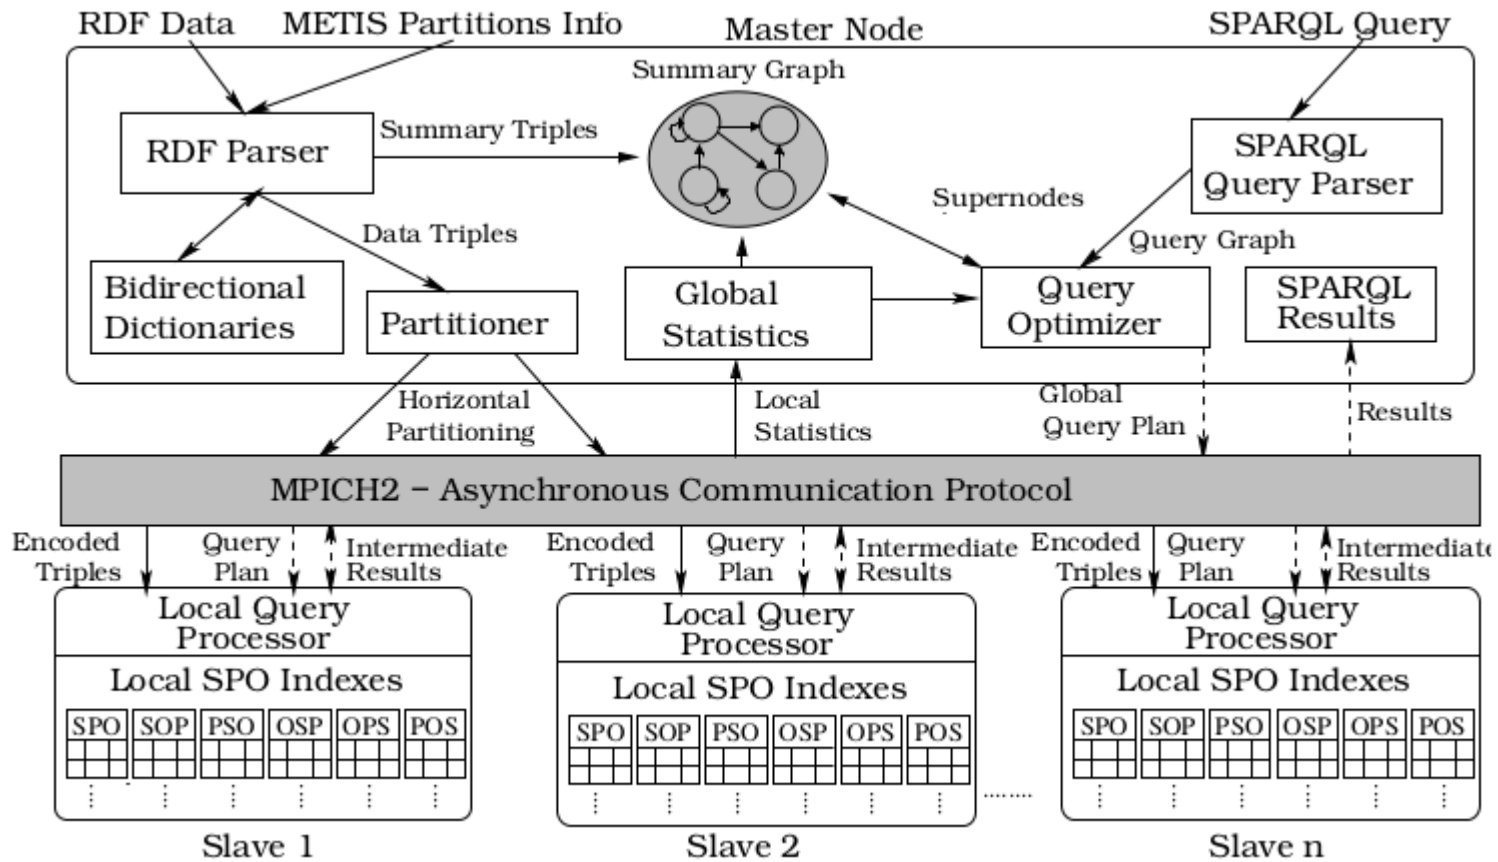 RDF Data
METIS Partitions Info
Master Node
SPARQL Query
Summary Graph
RDF Parser
Summary Triples
SPARQL
Query Parser
Supernodes
Data Triples
Query Graph
Bidirectional
Dictionaries
Partitioner
Global
Statistics
Query
Optimizer
SPARQL
Results
Horizontal
Partitioning
Local
Statistics
Global
Query Plan
Results
MPICH2 – Asynchronous Communication Protocol
Encoded
Triples
Query
Plan
Intermediate
Results
Encoded
Triples
Query
Plan
Intermediate
Results
Encoded
Triples
Query
Plan
Intermediate
Results
Local Query
Processor
Local SPO Indexes
SPO SOP PSO OSP OPS POS
Slave 1
Local Query
Processor
Local SPO Indexes
SPO SOP PSO OSP OPS POS
Slave 2
Local Query
Processor
Local SPO Indexes
SPO SOP PSO OSP OPS POS
Slave n